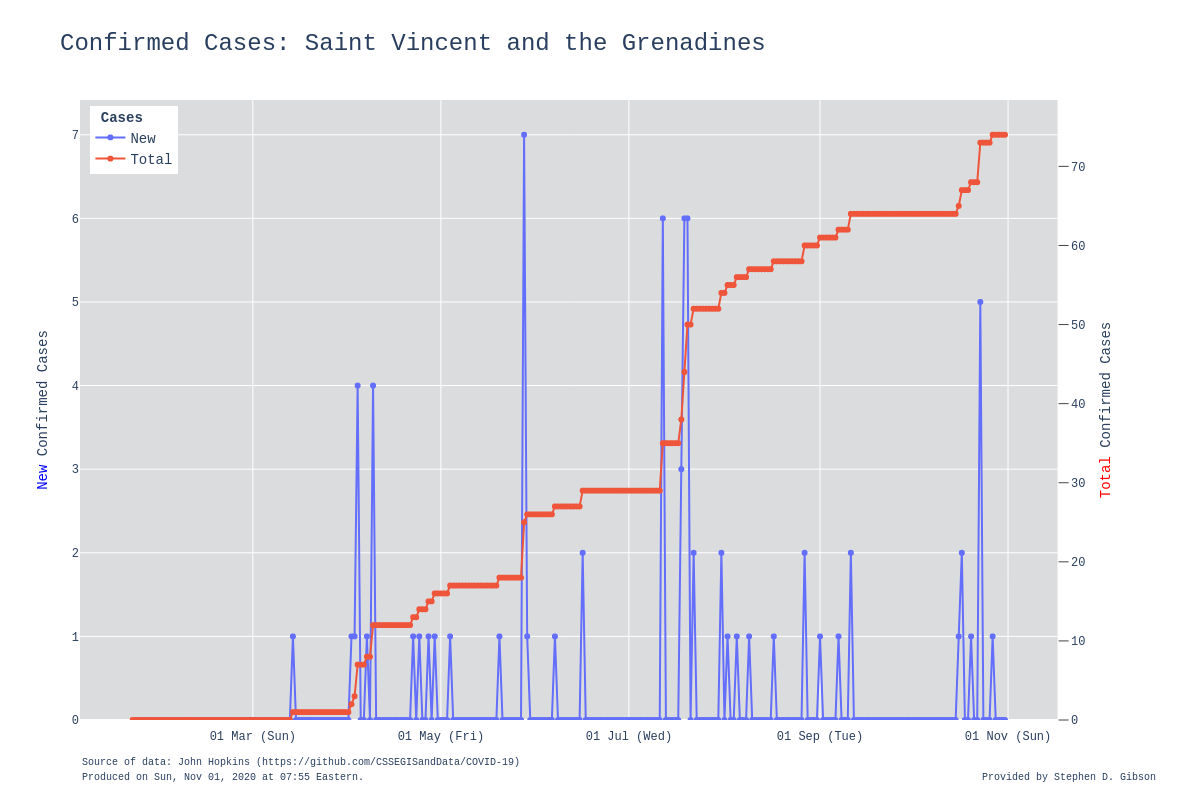 Confirmed Cases: Saint Vincent and the Grenadines
Cases
New
Total
7
6
5
4
3
2
1
0
New Confirmed Cases
70
60
50
40
30
20
10
0
Total Confirmed Cases
01 Mar (Sun)
01 May (Fri)
01 Jul (Wed)
01 Sep (Tue)
01 Nov (Sun)
Source of data: John Hopkins (https://github.com/CSSEGISandData/COVID-19)
Produced on Sun, Nov 01, 2020 at 07:55 Eastern.
Provided by Stephen D. Gibson